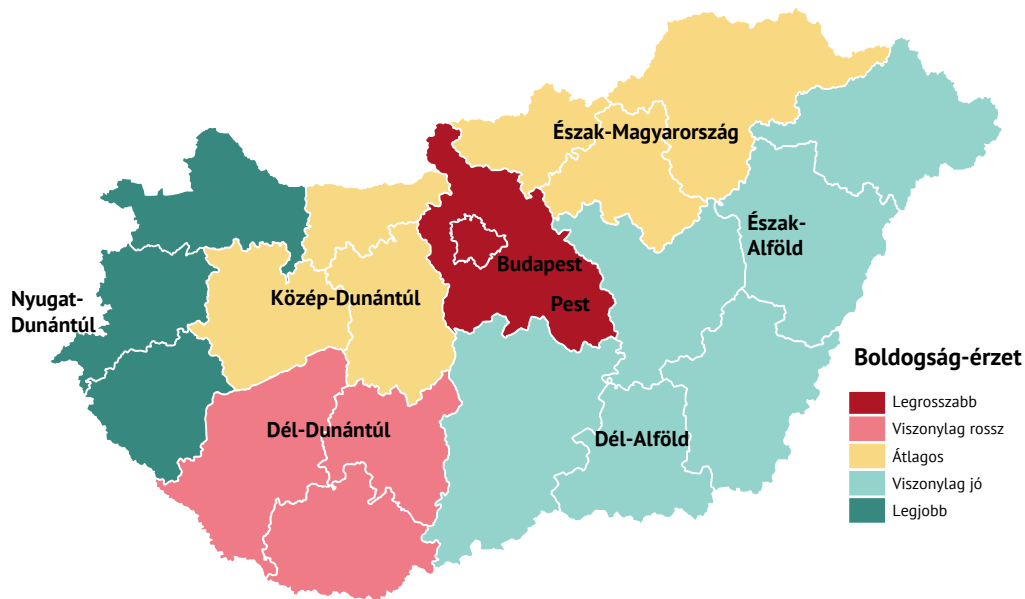 Észak-Magyarország
Észak-
Alföld
Budapest
Pest
Nyugat-
Dunántúl
Közép-Dunántúl
Dél-Dunántúl
Dél-Alföld
Boldogság-érzet
Legrosszabb
Viszonylag rossz
Átlagos
Viszonylag jó
Legjobb